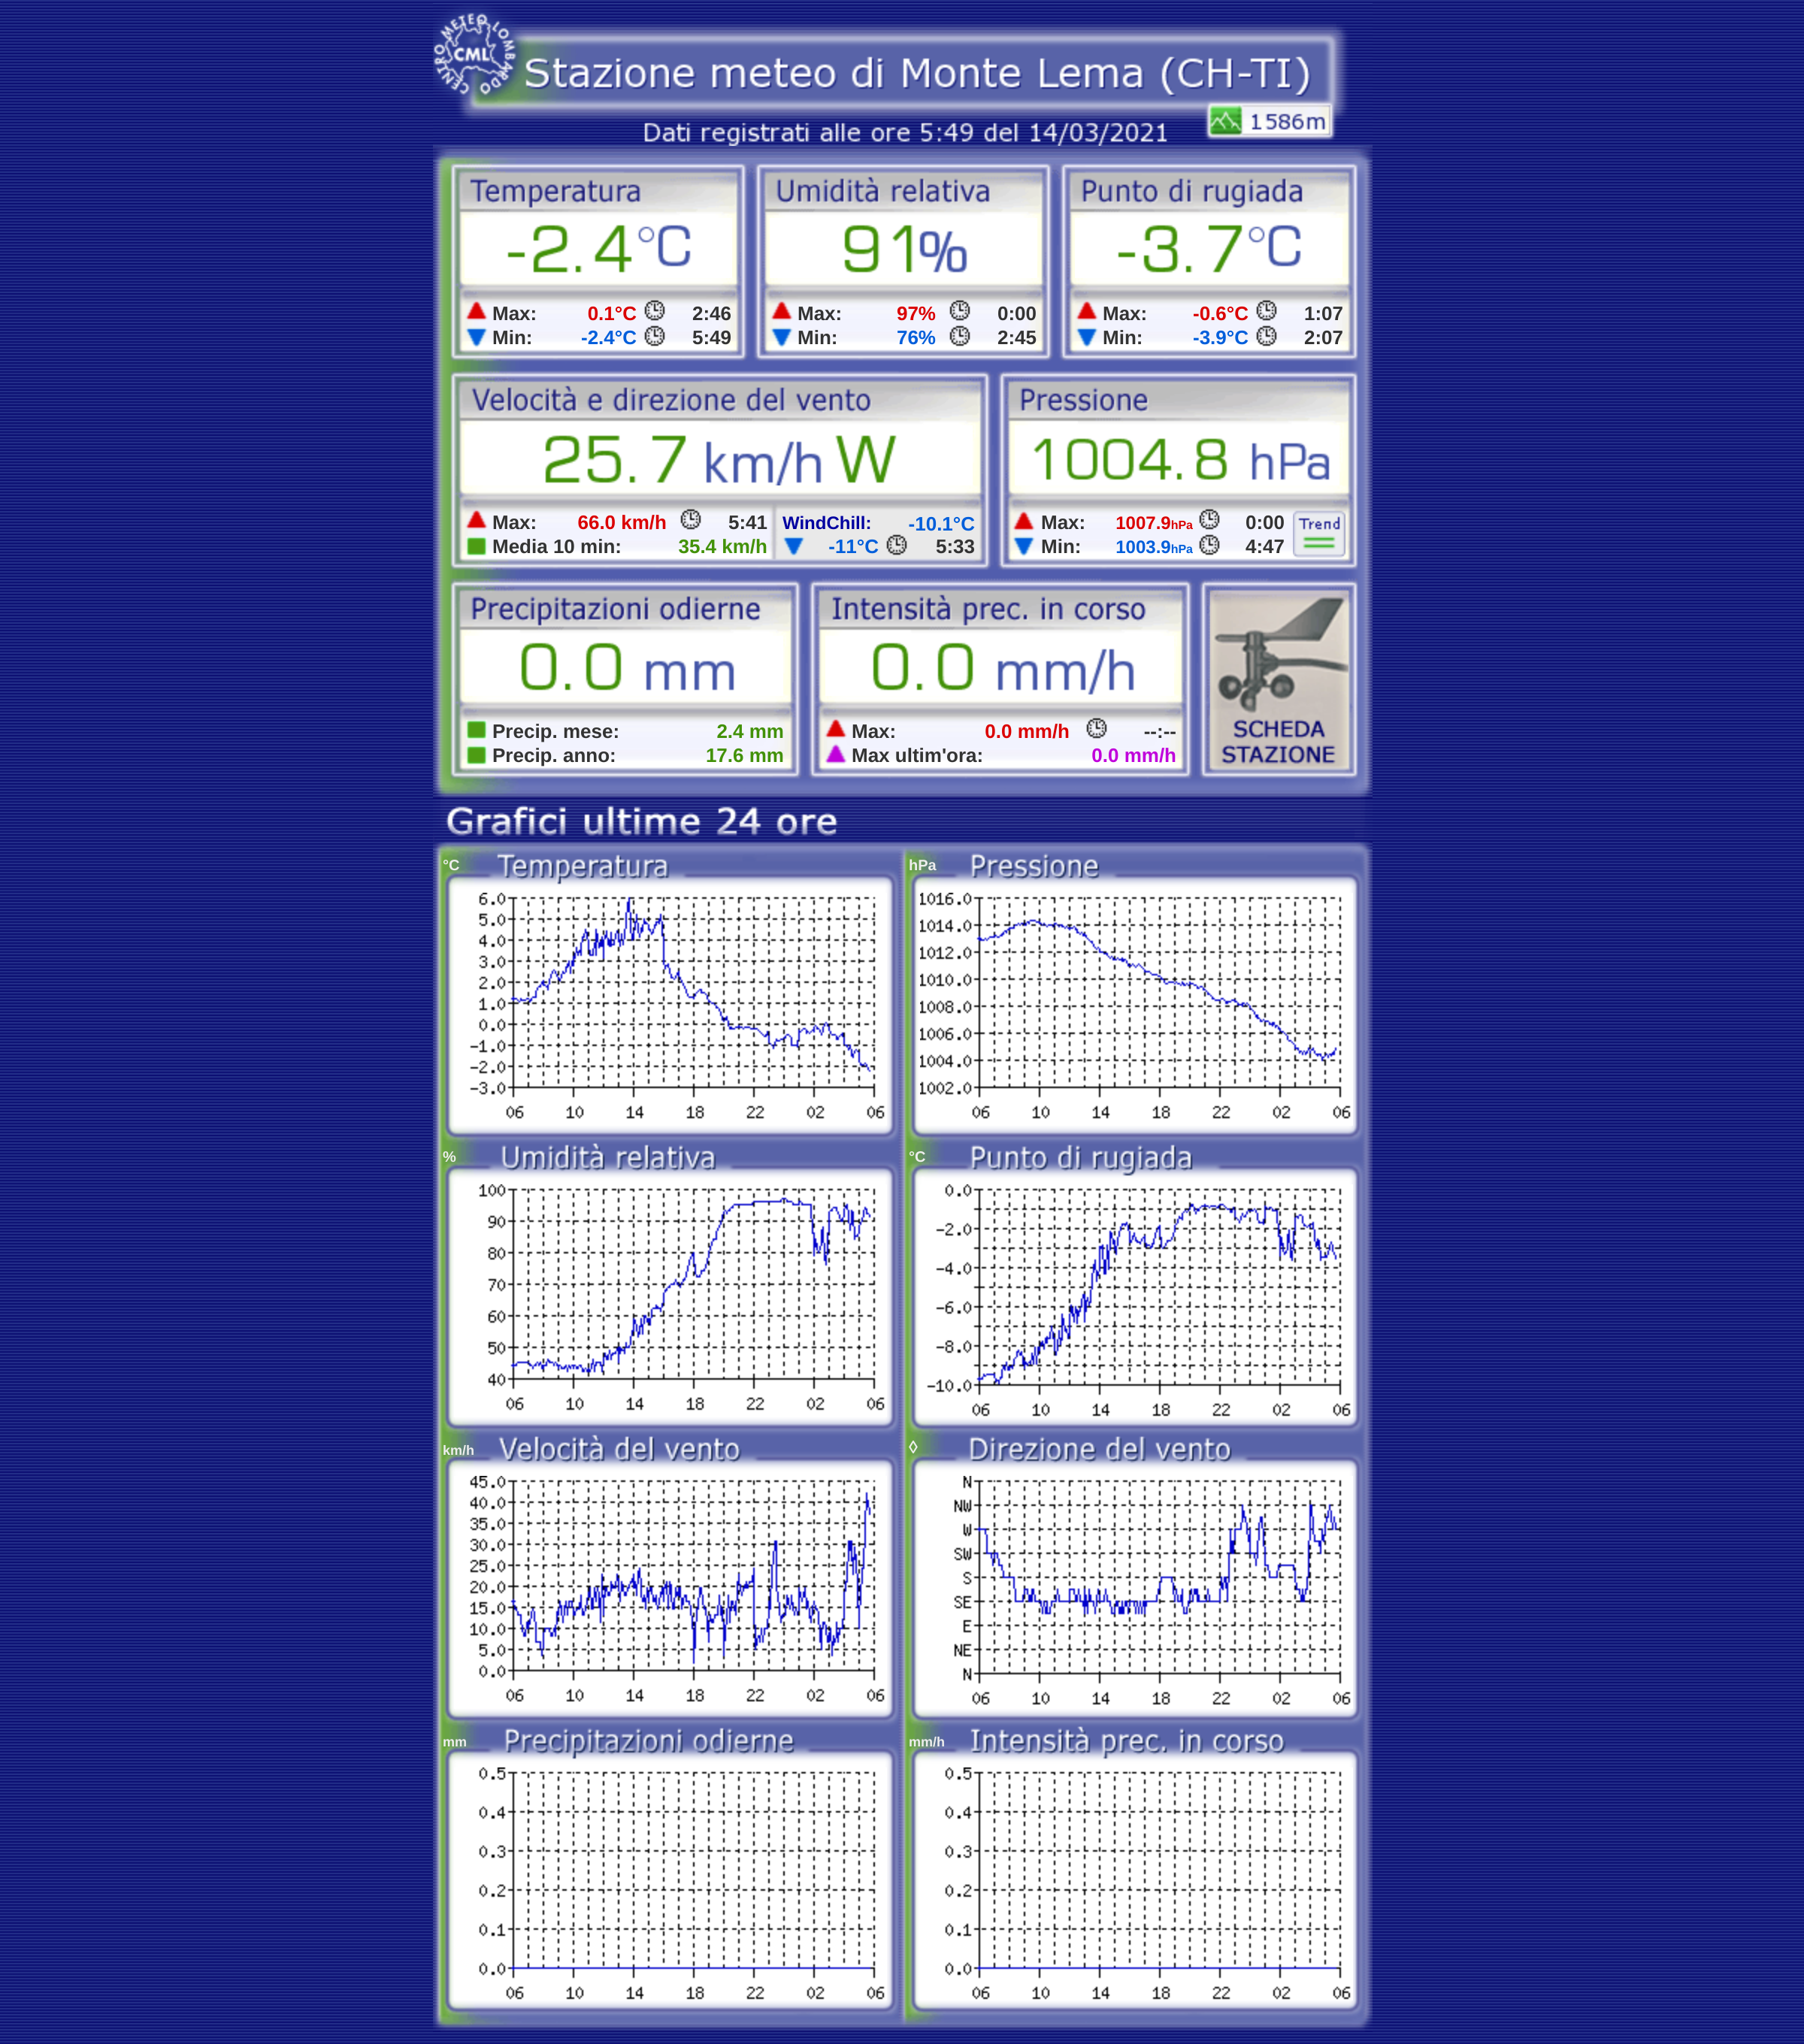 CENTRO METEO LOMBARDO
CML
Stazione meteo di Monte Lema (CH-TI)
1586m
Dati registrati alle ore 5:49 del 14/03/2021
Temperatura Umidità relativa Punto di rugiada
-2.4°C 91% -3.7°C
Max: 0.1°C 2:46 Max: 97% 0:00 Max: -0.6°C 1:07
Min: -2.4°C 5:49 Min: 76% 2:45 Min: -3.9°C 2:07
Velocità e direzione del vento Pressione
25.7 km/h W 1004.8 hPa
Max: 66.0 km/h 5:41 WindChill: -10.1°C Max: 1007.9hPa 0:00 Trend
Media 10 min: 35.4 km/h -11°C 5:33 Min: 1003.9hPa 4:47
Precipitazioni odierne Intensità prec. in corso
0.0 mm 0.0 mm/h
Precip. mese: 2.4 mm Max: 0.0 mm/h --:-- SCHEDA
Precip. anno: 17.6 mm Max ultim'ora: 0.0 mm/h STAZIONE
Grafici ultime 24 ore
°C Temperatura
6.0
5.0
4.0
3.0
2.0
1.0
0.0
-1.0
-2.0
-3.0
06 10 14 18 22 02 06
hPa Pressione
1016.0
1014.0
1012.0
1010.0
1008.0
1006.0
1004.0
1002.0
06 10 14 18 22 02 06
% Umidità relativa
100
90
80
70
60
50
40
06 10 14 18 22 02 06
°C Punto di rugiada
0.0
-2.0
-4.0
-6.0
-8.0
-10.0
06 10 14 18 22 02 06
km/h Velocità del vento
45.0
40.0
35.0
30.0
25.0
20.0
15.0
10.0
5.0
0.0
06 10 14 18 22 02 06
◊ Direzione del vento
N
NW
W
SW
S
SE
E
NE
N
06 10 14 18 22 02 06
mm Precipitazioni odierne
0.5
0.4
0.3
0.2
0.1
0.0
06 10 14 18 22 02 06
mm/h Intensità prec. in corso
0.5
0.4
0.3
0.2
0.1
0.0
06 10 14 18 22 02 06